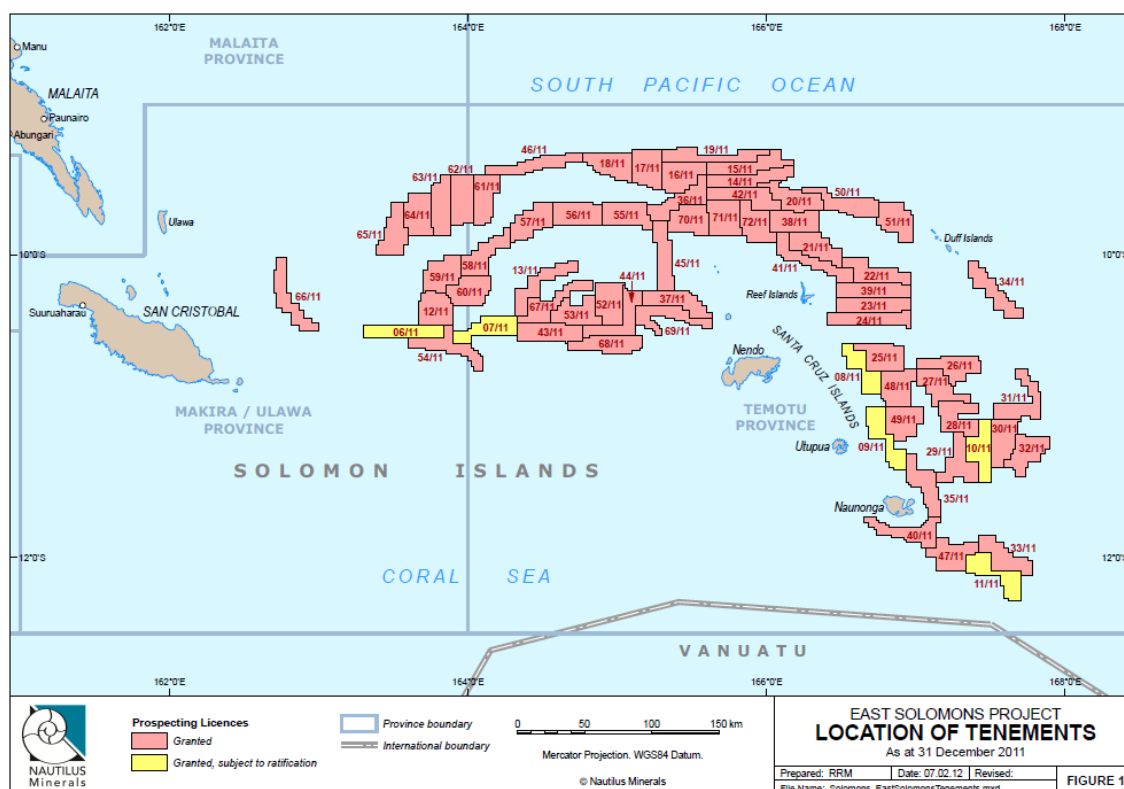 162°0'E 164°0'E 166°0'E 168°0'E
Manu
MALAITA
PROVINCE
MALAITA
SOUTH PACIFIC OCEAN
Paunairo
Abungari
46/11
19/11
62/11
63/11
18/11
17/11
16/11
15/11
14/11
61/11
42/11
50/11
36/11
20/11
64/11
Ulawa
57/11
56/11
55/11
70/11
71/11
72/11
38/11
51/11
65/11
Duff Islands
10°0'S
10°0'S
21/11
58/11
13/11
45/11
41/11
59/11
44/11
22/11
34/11
66/11
60/11
Reef Islands
39/11
37/11
67/11
52/11
23/11
SAN CRISTOBAL
Suuruaharau
12/11
53/11
24/11
06/11
07/11
43/11
69/11
68/11
54/11
Nendo
SANTA CRUZ ISLANDS
25/11
26/11
08/11
27/11
48/11
31/11
MAKIRA / ULAWA
PROVINCE
TEMOTU
PROVINCE
49/11
28/11
30/11
Utupua
09/11
29/11
10/11
32/11
SOLOMON ISLANDS
35/11
Naunonga
40/11
33/11
47/11
12°0'S
12°0'S
CORAL SEA
11/11
VANUATU
162°0'E 164°0'E 166°0'E 168°0'E
NAUTILUS
Minerals
Prospecting Licences
Granted
Granted, subject to ratification
Province boundary
International boundary
0 50 100 150 km
Mercator Projection. WGS84 Datum.
© Nautilus Minerals
EAST SOLOMONS PROJECT
LOCATION OF TENEMENTS
As at 31 December 2011
Prepared: RRM Date: 07.02.12 Revised:
File Name: Solomons_EastSolomonsTenements.mxd
FIGURE 1